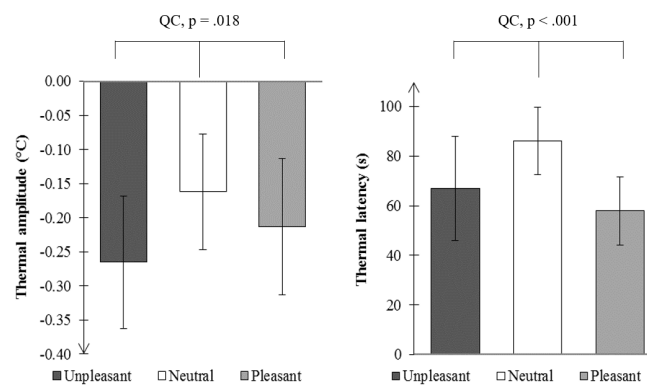 QC, p = .018
Thermal amplitude (°C)
0.00
-0.05
-0.10
-0.15
-0.20
-0.25
-0.30
-0.35
-0.40
Unpleasant Neutral Pleasant
QC, p < .001
Thermal latency (s)
100
80
60
40
20
0
Unpleasant Neutral Pleasant